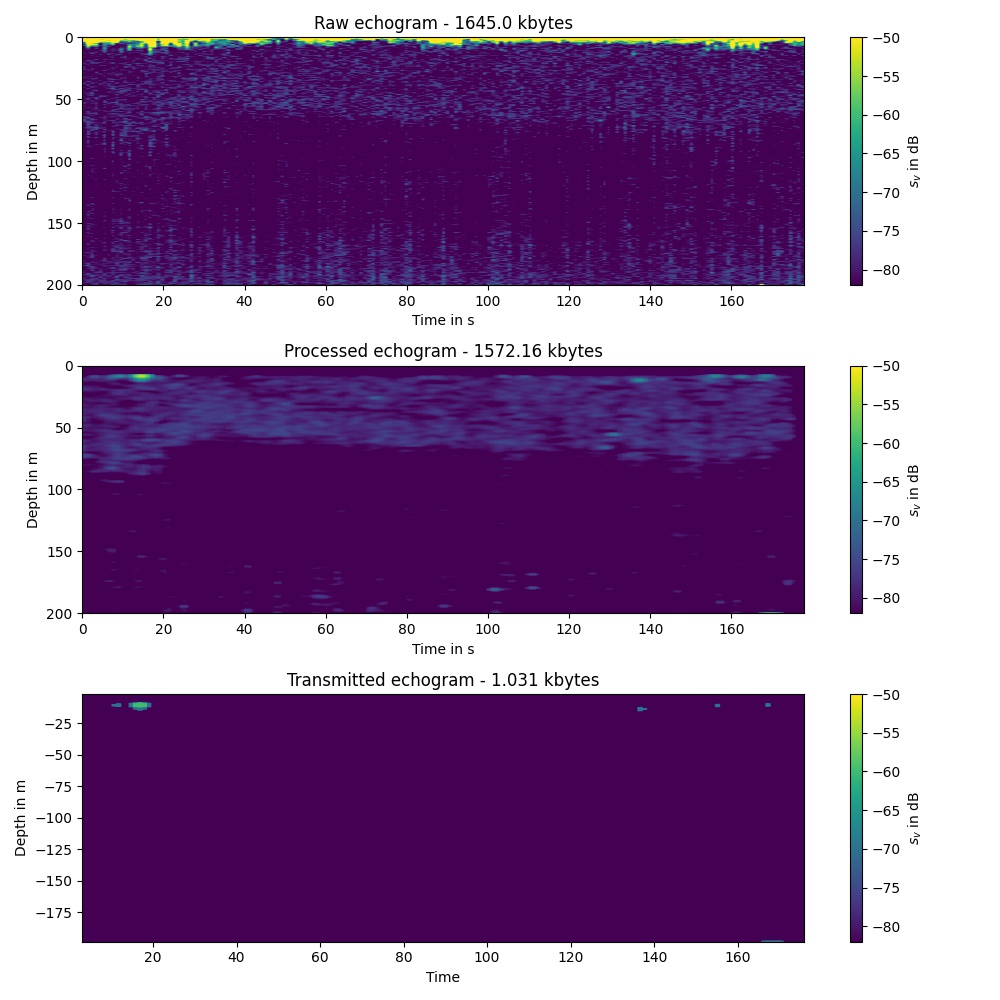 Raw echogram - 1645.0 kbytes
0
50
100
150
200
Depth in m
0 20 40 60 80 100 120 140 160
Time in s
−50
−55
−60
−65
−70
−75
−80
s_v in dB
Processed echogram - 1572.16 kbytes
0
50
100
150
200
Depth in m
0 20 40 60 80 100 120 140 160
Time in s
−50
−55
−60
−65
−70
−75
−80
s_v in dB
Transmitted echogram - 1.031 kbytes
−25
−50
−75
−100
−125
−150
−175
Depth in m
20 40 60 80 100 120 140 160
Time
−50
−55
−60
−65
−70
−75
−80
s_v in dB